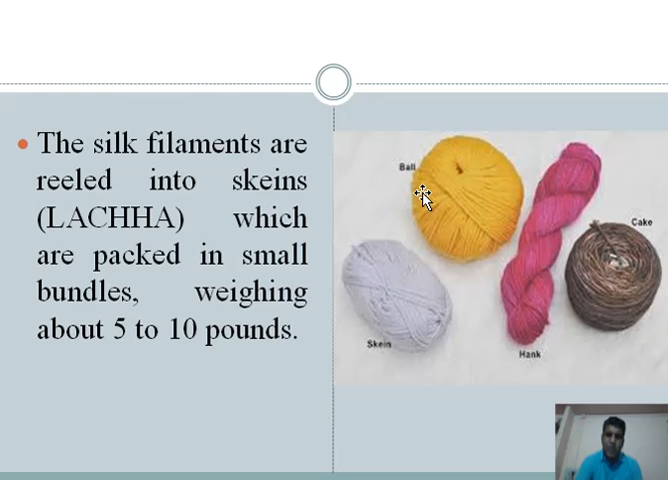 The silk filaments are
reeled into skeins
(LACHHA) which
are packed in small
bundles, weighing
about 5 to 10 pounds.
Ball
Cake
Skein
Hank